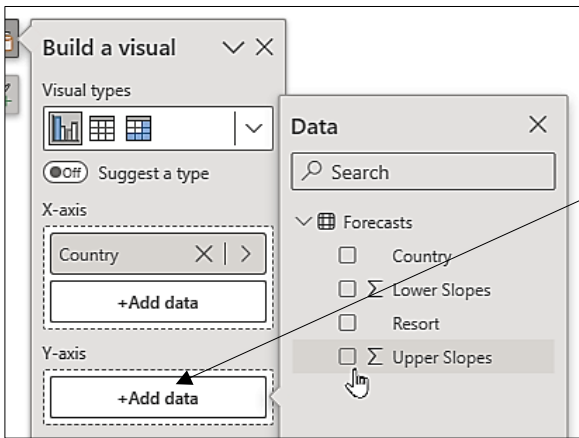 Build a visual
Visual types
Off Suggest a type
X-axis
Country
+Add data
Y-axis
+Add data
Data
Search
Forecasts
Country
Σ Lower Slopes
Resort
Σ Upper Slopes